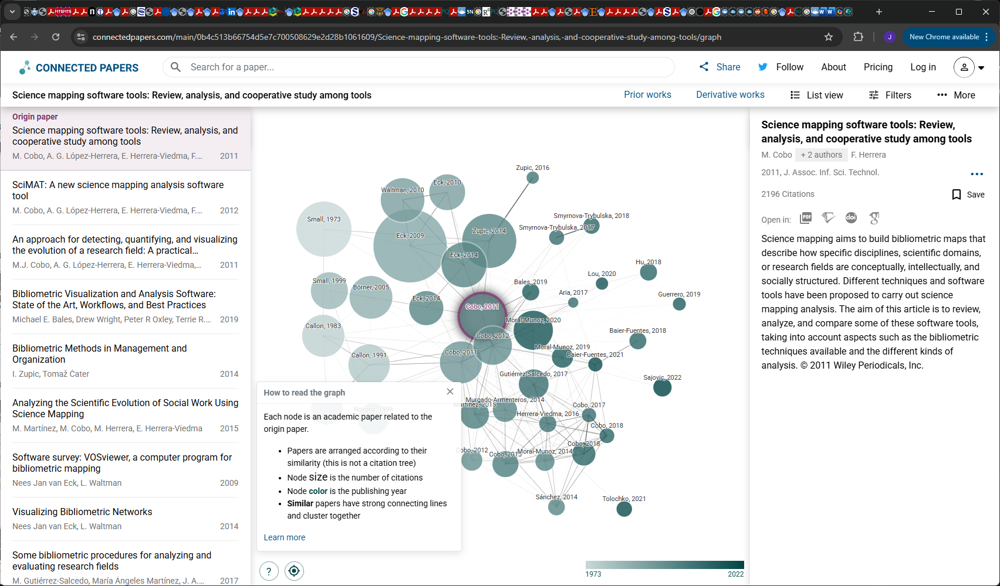 connectedpapers.com/main/0b4c513b66754d5e7c700508629e2d28b1061609/Science-mapping-software-tools:-Review,-analysis,-and-cooperative-study-among-tools/graph
J
New Chrome available
CONNECTED PAPERS
Search for a paper...
Share
Follow
About
Pricing
Log in
Science mapping software tools: Review, analysis, and cooperative study among tools
Prior works
Derivative works
List view
Filters
More
Origin paper
Science mapping software tools: Review, analysis, and
cooperative study among tools
M. Cobo, A. G. López-Herrera, E. Herrera-Viedma, F.... 2011
SciMAT: A new science mapping analysis software
tool
M. Cobo, A. G. López-Herrera, E. Herrera-Viedma, F.... 2012
An approach for detecting, quantifying, and visualizing
the evolution of a research field: A practical...
M.J. Cobo, A. G. López-Herrera, E. Herrera-Viedma,... 2011
Bibliometric Visualization and Analysis Software:
State of the Art, Workflows, and Best Practices
Michael E. Bales, Drew Wright, Peter R Oxley, Terrie R.... 2019
Bibliometric Methods in Management and
Organization
I. Zupic, Tomaž Čater 2014
Analyzing the Scientific Evolution of Social Work Using
Science Mapping
M. Martínez, M. Cobo, M. Herrera, E. Herrera-Viedma 2015
Software survey: VOSviewer, a computer program for
bibliometric mapping
Nees Jan van Eck, L. Waltman 2009
Visualizing Bibliometric Networks
Nees Jan van Eck, L. Waltman 2014
Some bibliometric procedures for analyzing and
evaluating research fields
M. Gutiérrez-Salcedo, María Ángeles Martínez, J. A.... 2017
Zupic, 2016
Eck, 2010
Waltman, 2010
Smyrnova-Trybulska, 2018
Small, 1973
Smyrnova-Trybulska, 2017
Zupic, 2014
Eck, 2009
Eck, 2014
Hu, 2018
Lou, 2020
Small, 1999
Bales, 2019
Börner, 2005
Aria, 2017
Guerrero, 2019
Eck, 2014
Cobo, 2011
Moral-Munoz, 2020
Callon, 1983
Baier-Fuentes, 2018
Cobo, 2012
Moral-Munoz, 2019
Cobo, 2011
Callon, 1991
Baier-Fuentes, 2021
Gutiérrez-Salcedo, 2017
Sajovic, 2022
Murgado-Armenteros, 2014
Martínez, 2015
Cobo, 2017
Noyons, 1999
Herrera-Viedma, 2016
Cobo, 2018
Cobo, 2018
Cobo, 2012
Cobo, 2015
Moral-Munoz, 2014
Sánchez, 2014
Tolochko, 2021
How to read the graph
Each node is an academic paper related to the
origin paper.
• Papers are arranged according to their
similarity (this is not a citation tree)
• Node size is the number of citations
• Node color is the publishing year
• Similar papers have strong connecting lines
and cluster together
Learn more
?
1973 2022
Science mapping software tools: Review,
analysis, and cooperative study among tools
M. Cobo + 2 authors F. Herrera
2011, J. Assoc. Inf. Sci. Technol.
2196 Citations
Save
Open in: PDF doi
Science mapping aims to build bibliometric maps that
describe how specific disciplines, scientific domains,
or research fields are conceptually, intellectually, and
socially structured. Different techniques and software
tools have been proposed to carry out science
mapping analysis. The aim of this article is to review,
analyze, and compare some of these software tools,
taking into account aspects such as the bibliometric
techniques available and the different kinds of
analysis. © 2011 Wiley Periodicals, Inc.